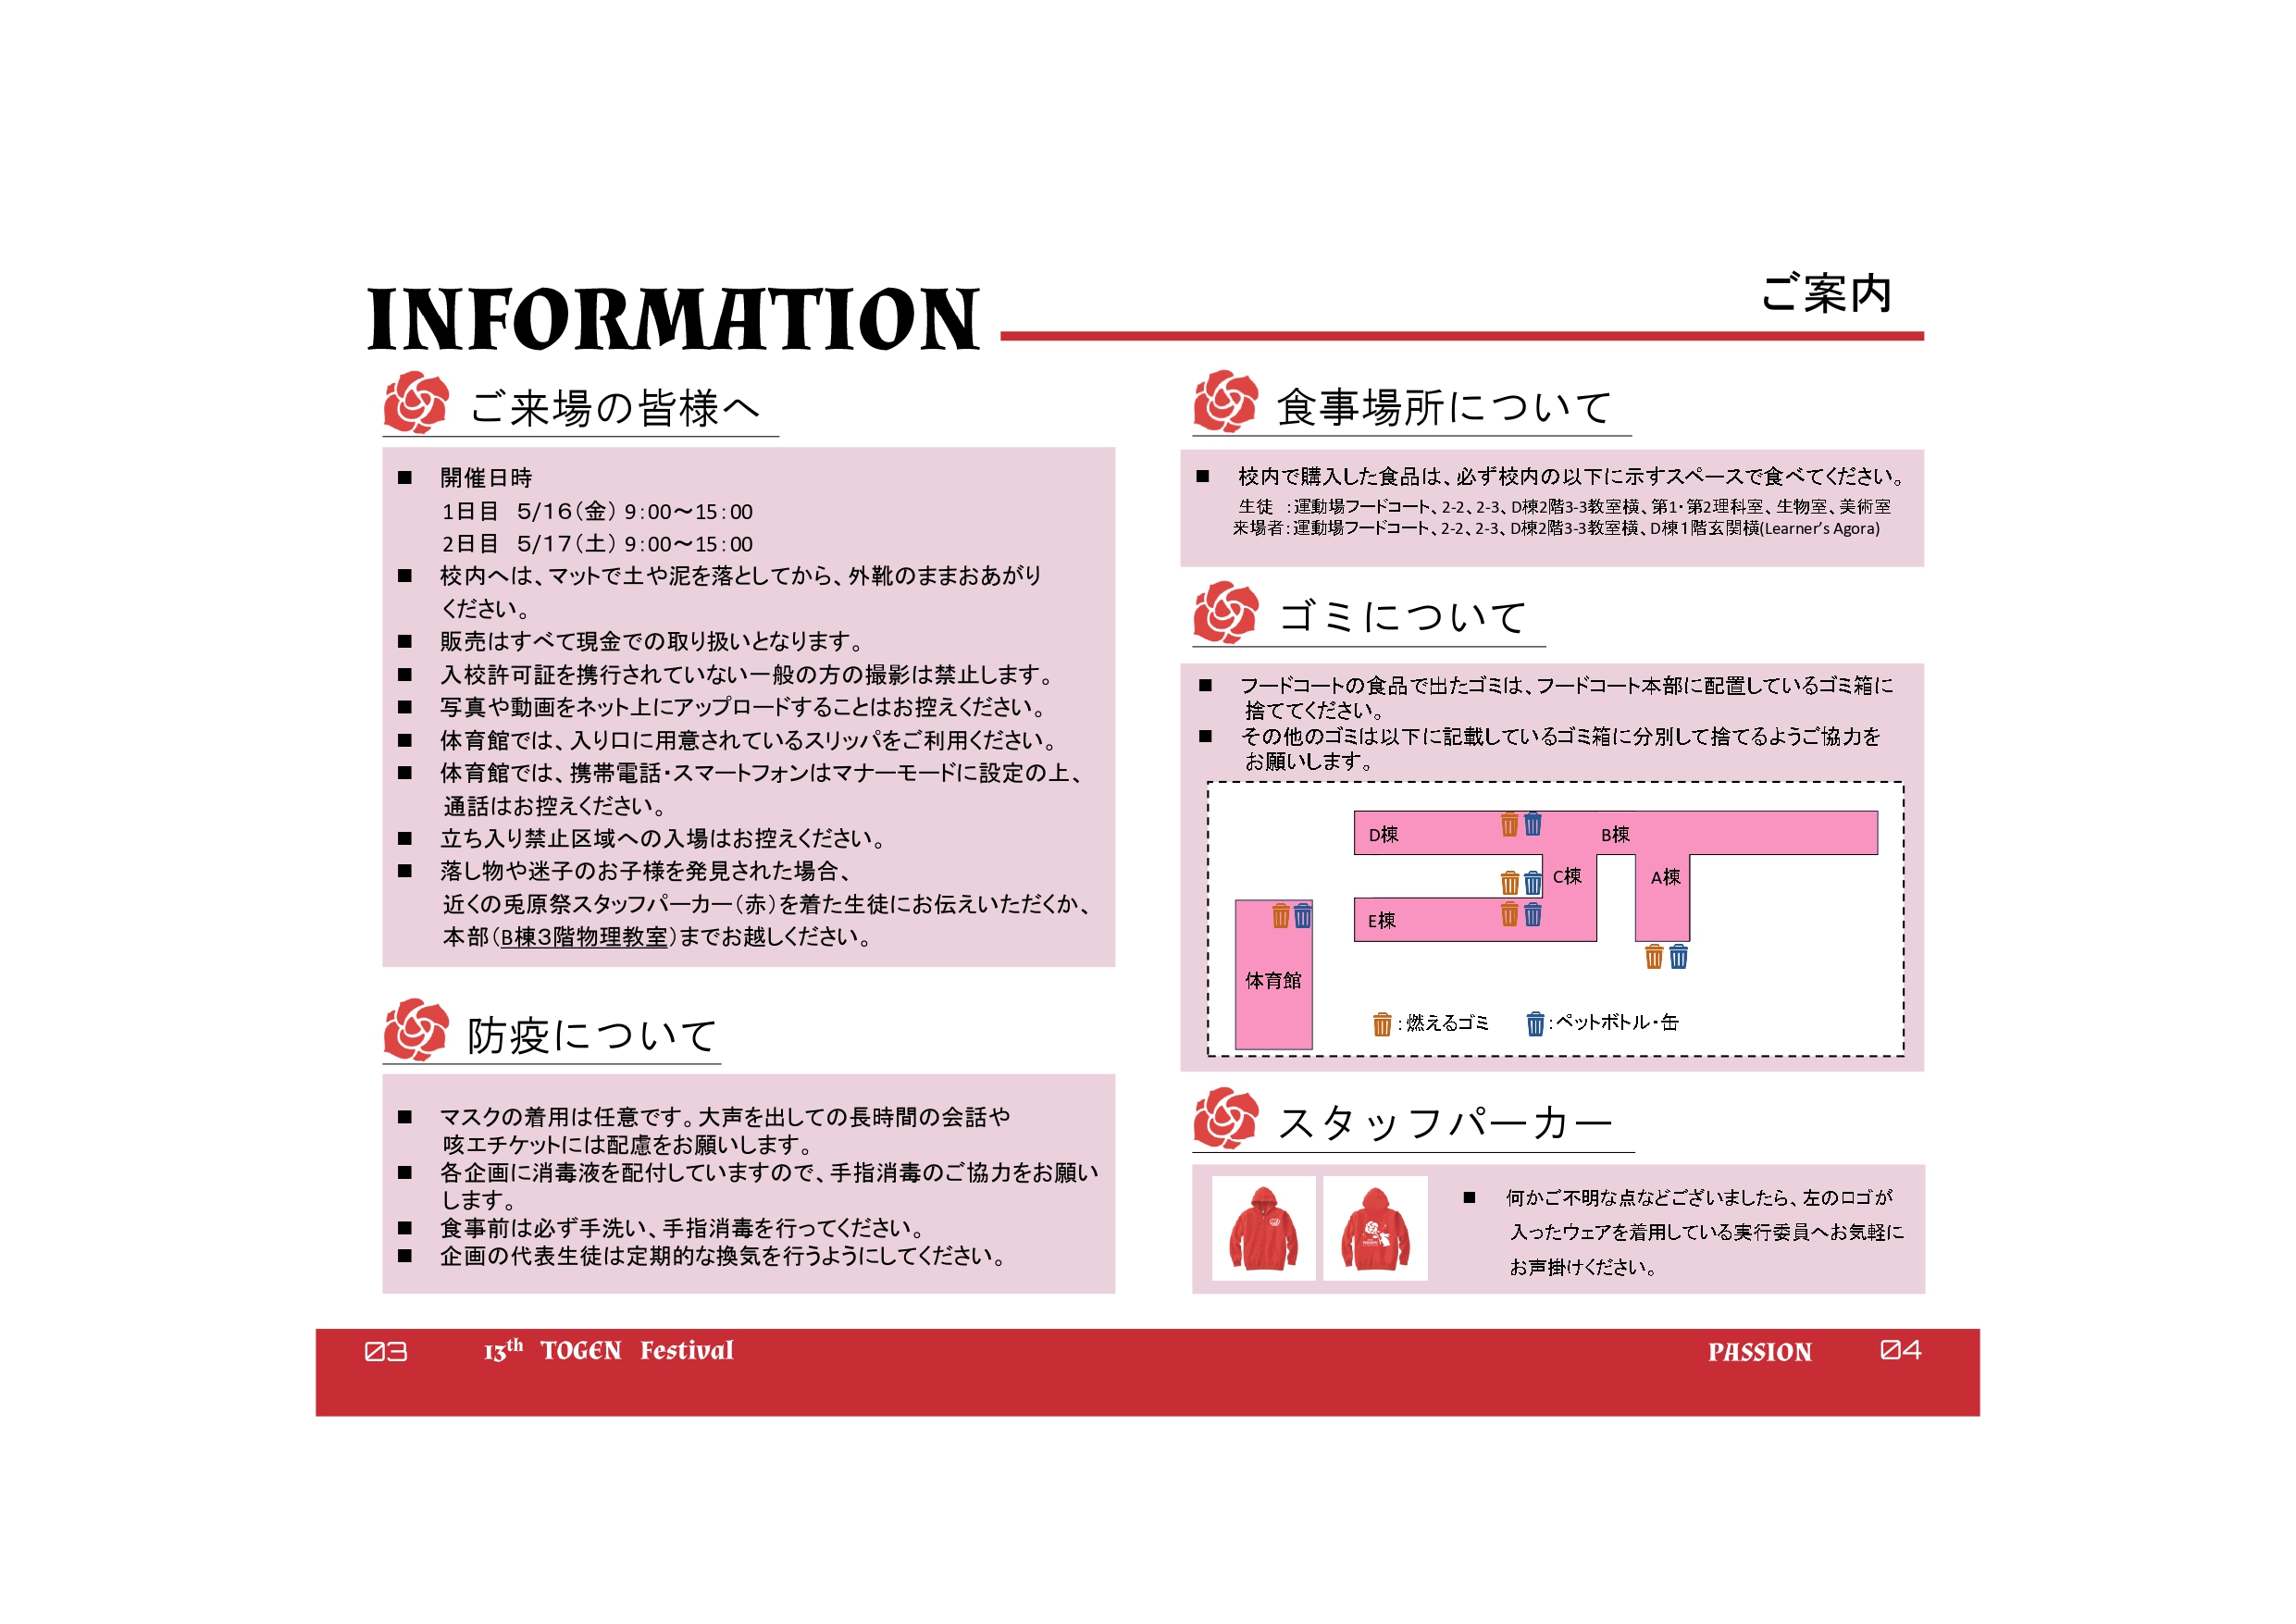 INFORMATION
ご案内
ご来場の皆様へ
■ 開催日時
1日目 5/16(金) 9:00～15:00
2日目 5/17(土) 9:00～15:00
■ 校内へは、マットで土や泥を落としてから、外靴のままおあがり
ください。
■ 販売はすべて現金での取り扱いとなります。
■ 入校許可証を携行されていない一般の方の撮影は禁止します。
■ 写真や動画をネット上にアップロードすることはお控えください。
■ 体育館では、入り口に用意されているスリッパをご利用ください。
■ 体育館では、携帯電話・スマートフォンはマナーモードに設定の上、
通話はお控えください。
■ 立ち入り禁止区域への入場はお控えください。
■ 落し物や迷子のお子様を発見された場合、
近くの兎原祭スタッフパーカー(赤)を着た生徒にお伝えいただくか、
本部(B棟3階物理教室)までお越しください。
防疫について
■ マスクの着用は任意です。大声を出しての長時間の会話や
咳エチケットには配慮をお願いします。
■ 各企画に消毒液を配付していますので、手指消毒のご協力をお願い
します。
■ 食事前は必ず手洗い、手指消毒を行ってください。
■ 企画の代表生徒は定期的な換気を行うようにしてください。
食事場所について
■ 校内で購入した食品は、必ず校内の以下に示すスペースで食べてください。
生徒 :運動場フードコート、2-2、2-3、D棟2階3-3教室横、第1・第2理科室、生物室、美術室
来場者:運動場フードコート、2-2、2-3、D棟2階3-3教室横、D棟1階玄関横(Learner's Agora)
ゴミについて
■ フードコートの食品で出たゴミは、フードコート本部に配置しているゴミ箱に
捨ててください。
■ その他のゴミは以下に記載しているゴミ箱に分別して捨てるようご協力を
お願いします。
D棟
B棟
C棟
A棟
E棟
体育館
:燃えるゴミ
:ペットボトル・缶
スタッフパーカー
■ 何かご不明な点などございましたら、左のロゴが
入ったウェアを着用している実行委員へお気軽に
お声掛けください。
03
13th TOGEN Festival
PASSION
04